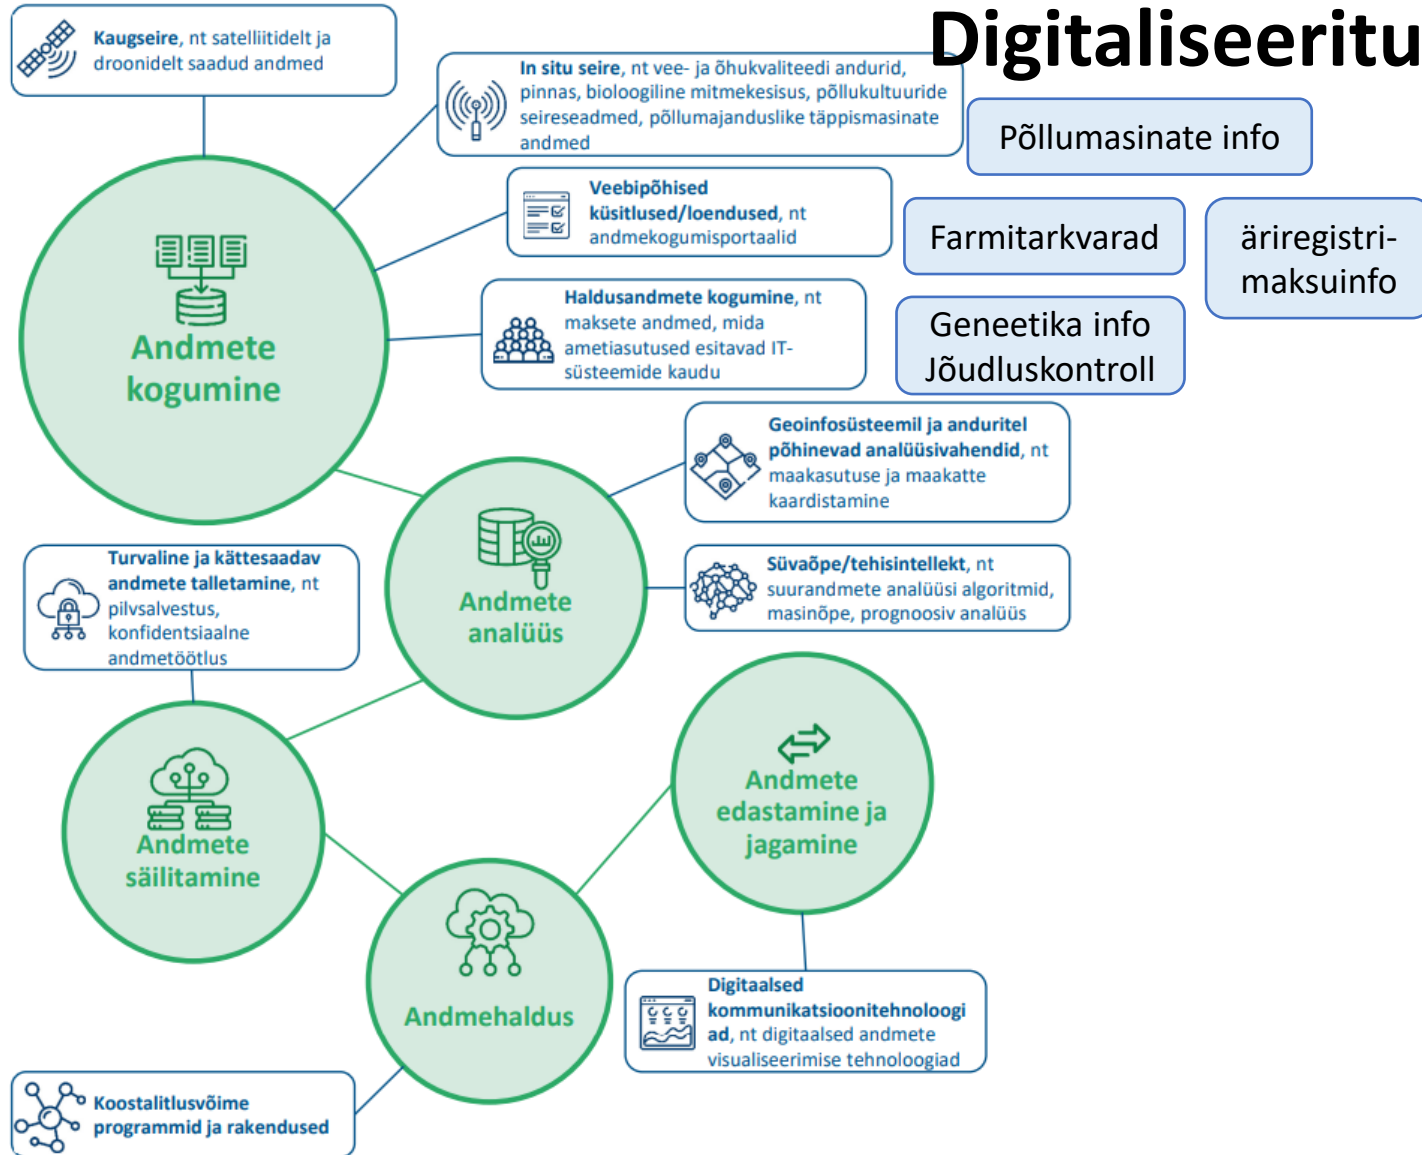 Digitaliseeritu
Kaugseire, nt satelliitidelt ja
droonidelt saadud andmed
In situ seire, nt vee- ja õhukvaliteedi andurid,
pinnas, bioloogiline mitmekesisus, põllukultuuride
seireseadmed, põllumajanduslike täppismasinate
andmed
Põllumasinate info
Veebipõhised
küsitlused/loendused, nt
andmekogumisportaalid
Farmitarkvarad
äriregistri-
maksuinfo
Haldusandmete kogumine, nt
maksete andmed, mida
ametiasutused esitavad IT-
süsteemide kaudu
Geneetika info
Jõudluskontroll
Andmete
kogumine
Geoinfosüsteemil ja anduritel
põhinevad analüüsivahendid, nt
maakasutuse ja maakatte
kaardistamine
Süvaõpe/tehisintellekt, nt
suurandmete analüüsi algoritmid,
masinõpe, prognoosiv analüüs
Andmete
analüüs
Turvaline ja kättesaadav
andmete talletamine, nt
pilvsalvestus,
konfidentsiaalne
andmetöötlus
Andmete
säilitamine
Andmete
edastamine ja
jagamine
Andmehaldus
Digitaalsed
kommunikatsioonitehnoloogi
ad, nt digitaalsed andmete
visualiseerimise tehnoloogiad
Koostalitlusvõime
programmid ja rakendused